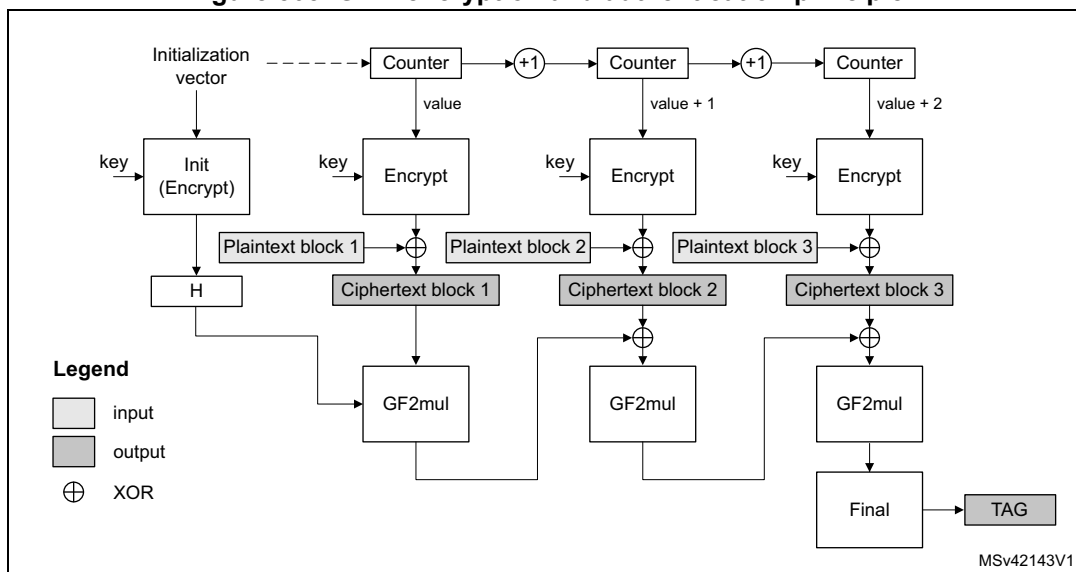 Initialization
vector
Counter
+1
Counter
+1
Counter
value
value + 1
value + 2
key
Init
(Encrypt)
key
Encrypt
key
Encrypt
key
Encrypt
Plaintext block 1
Plaintext block 2
Plaintext block 3
H
Ciphertext block 1
Ciphertext block 2
Ciphertext block 3
Legend
input
output
XOR
GF2mul
GF2mul
GF2mul
Final
TAG
MSv42143V1